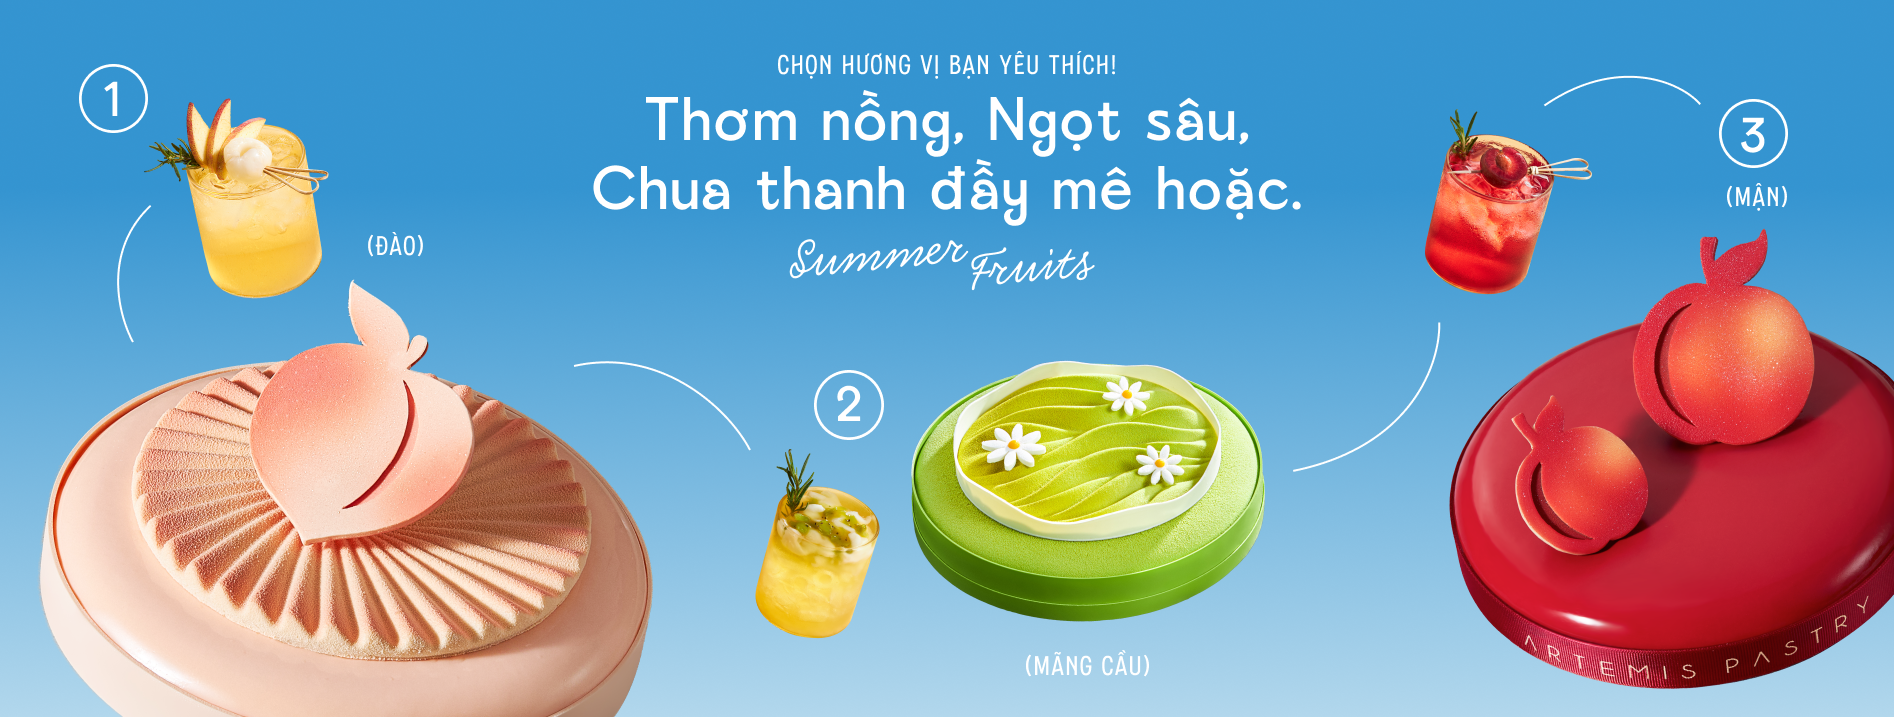 CHỌN HƯƠNG VỊ BẠN YÊU THÍCH!
Thơm nồng, Ngọt sâu,
Chua thanh đầy mê hoặc.
Summer Fruits
1
(ĐÀO)
2
(MÃNG CẦU)
3
(MẬN)
ARTEMIS PASTRY